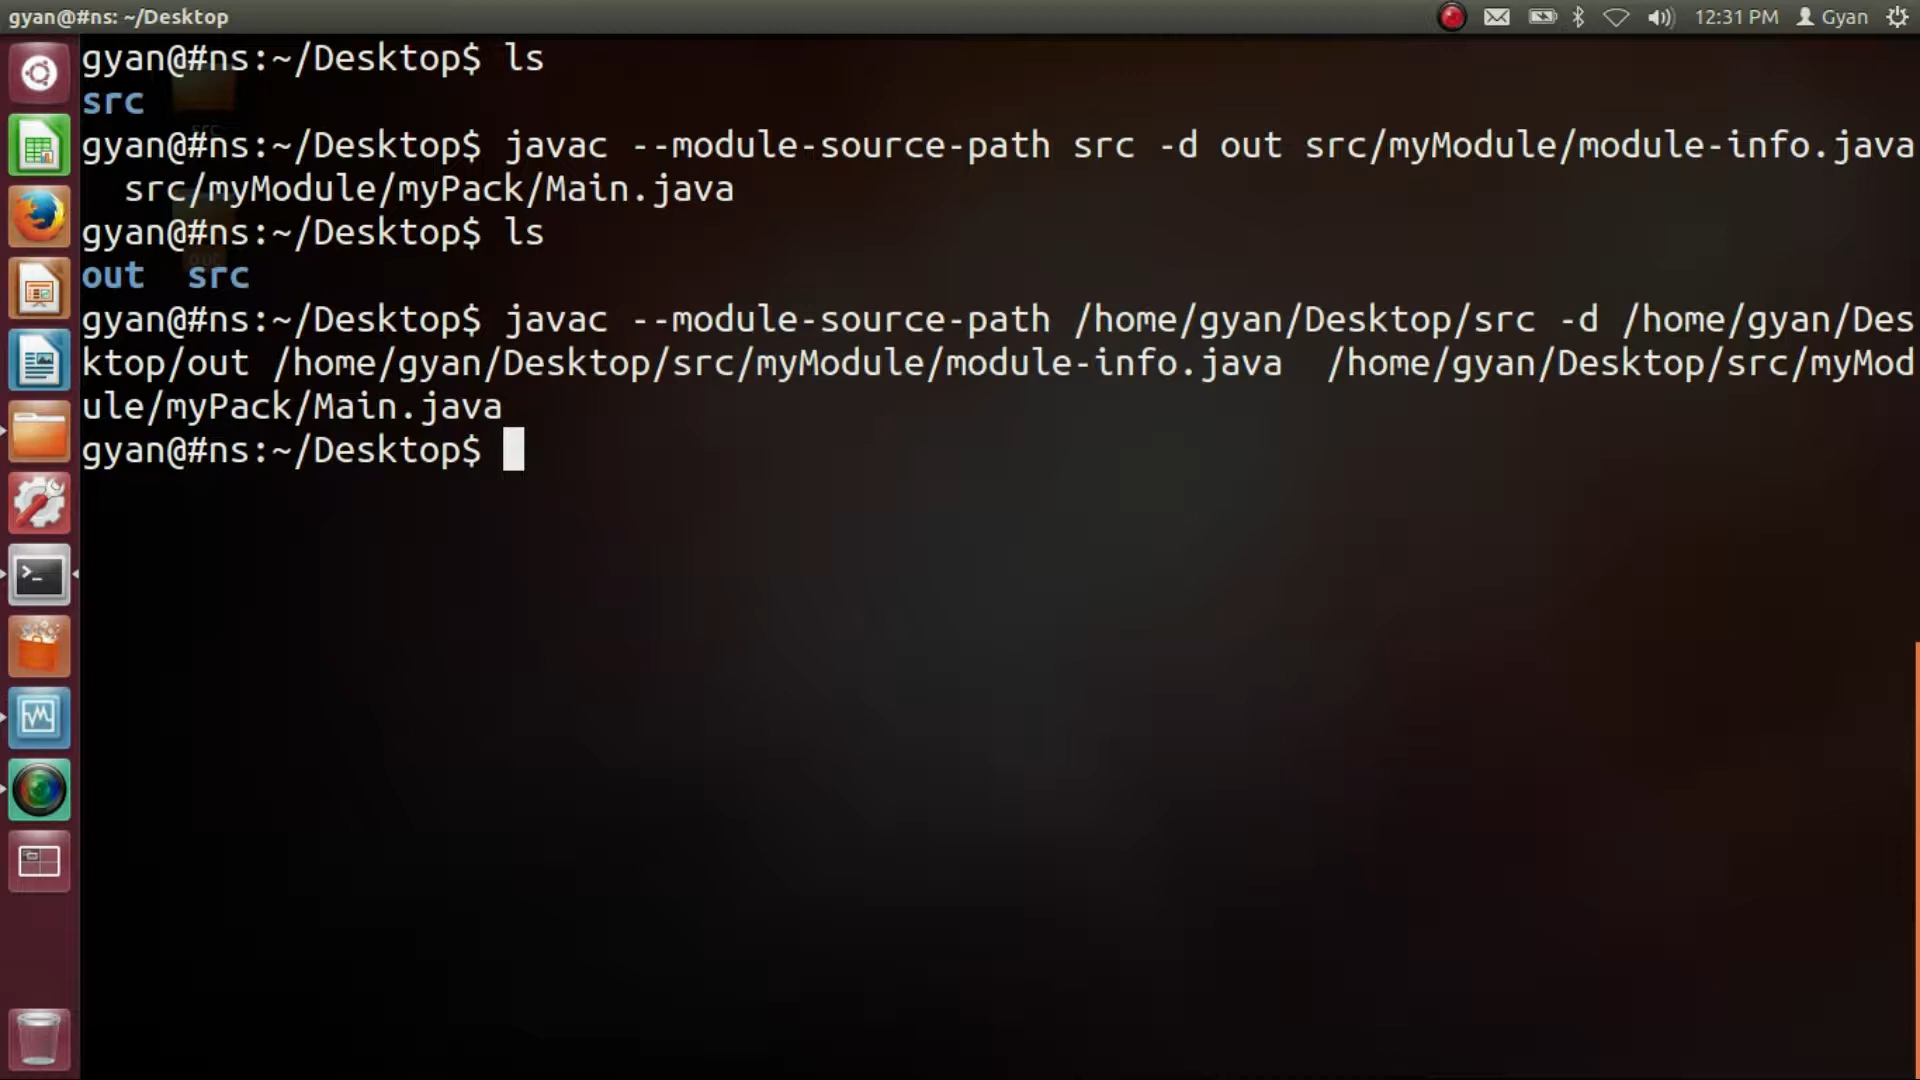 gyan@#ns: ~/Desktop
12:31 PM
Gyan
gyan@#ns:~/Desktop$ ls
src
gyan@#ns:~/Desktop$ javac --module-source-path src -d out src/myModule/module-info.java
src/myModule/myPack/Main.java
gyan@#ns:~/Desktop$ ls
out src
gyan@#ns:~/Desktop$ javac --module-source-path /home/gyan/Desktop/src -d /home/gyan/Des
ktop/out /home/gyan/Desktop/src/myModule/module-info.java /home/gyan/Desktop/src/myMod
ule/myPack/Main.java
gyan@#ns:~/Desktop$